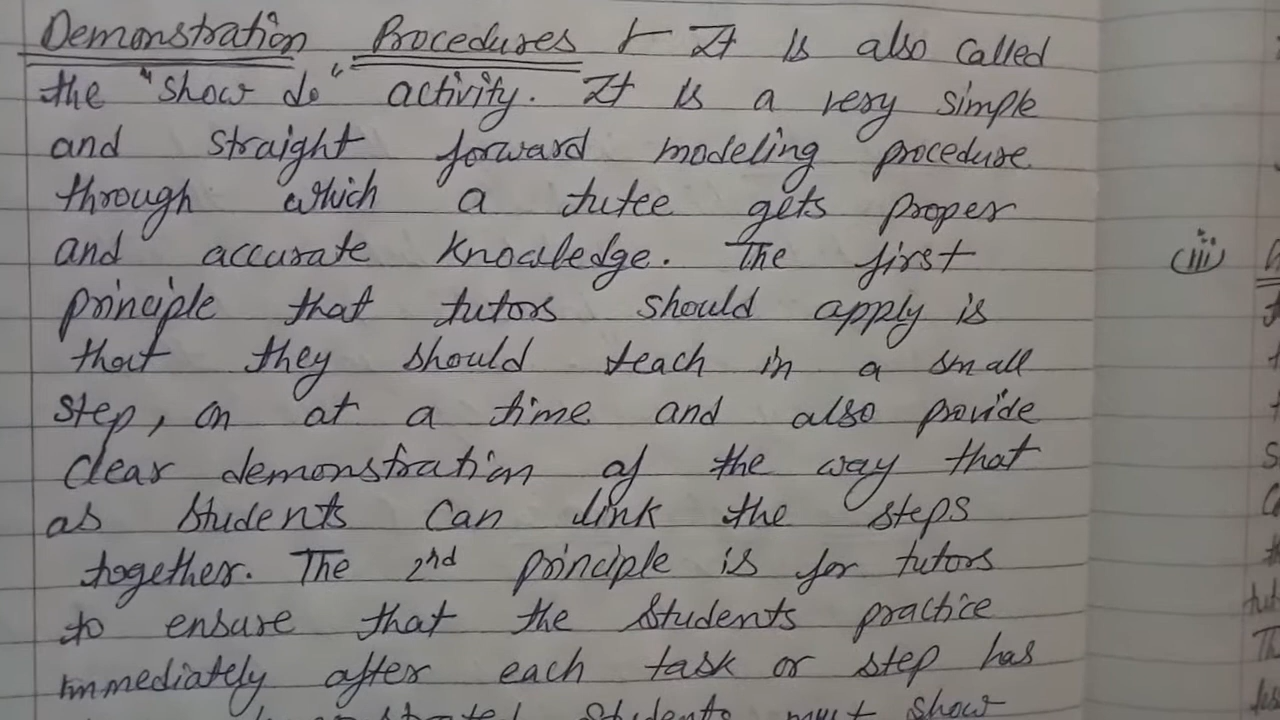 Demonstration Procedures :- It is also called
the "show do" activity. It is a very simple
and straight forward modeling procedure
through which a tutee gets proper
and accurate knowledge. The first
principle that tutors should apply is
that they should teach in a small
step, on at a time and also provide
clear demonstration of the way that
as students can link the steps
together. The 2nd principle is for tutors
to ensure that the students practice
immediately after each task or step has
students must show
(iii)